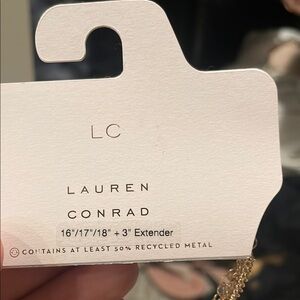 LC
LAUREN
CONRAD
16"/17"/18" + 3" Extender
CONTAINS AT LEAST 50% RECYCLED METAL